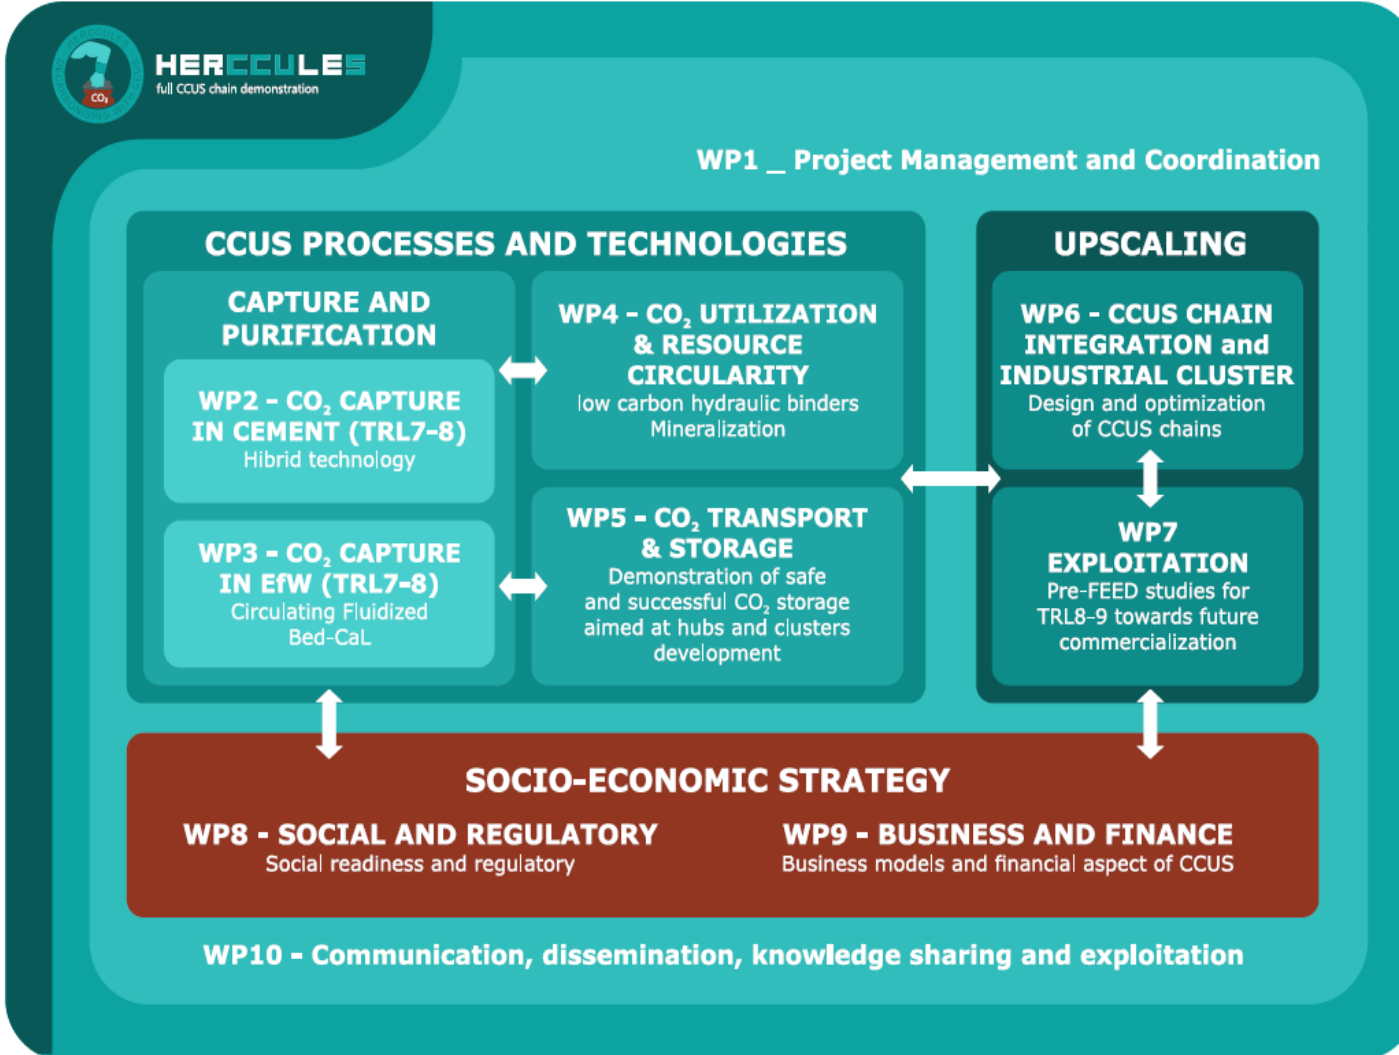 HERCCULES
full CCUS chain demonstration
CO₂
WP1 _ Project Management and Coordination
CCUS PROCESSES AND TECHNOLOGIES
CAPTURE AND
PURIFICATION
WP2 - CO₂ CAPTURE
IN CEMENT (TRL7-8)
Hibrid technology
WP3 - CO₂ CAPTURE
IN EfW (TRL7-8)
Circulating Fluidized
Bed-CaL
WP4 - CO₂ UTILIZATION
& RESOURCE
CIRCULARITY
low carbon hydraulic binders
Mineralization
WP5 - CO₂ TRANSPORT
& STORAGE
Demonstration of safe
and successful CO₂ storage
aimed at hubs and clusters
development
UPSCALING
WP6 - CCUS CHAIN
INTEGRATION and
INDUSTRIAL CLUSTER
Design and optimization
of CCUS chains
WP7
EXPLOITATION
Pre-FEED studies for
TRL8-9 towards future
commercialization
SOCIO-ECONOMIC STRATEGY
WP8 - SOCIAL AND REGULATORY
Social readiness and regulatory
WP9 - BUSINESS AND FINANCE
Business models and financial aspect of CCUS
WP10 - Communication, dissemination, knowledge sharing and exploitation